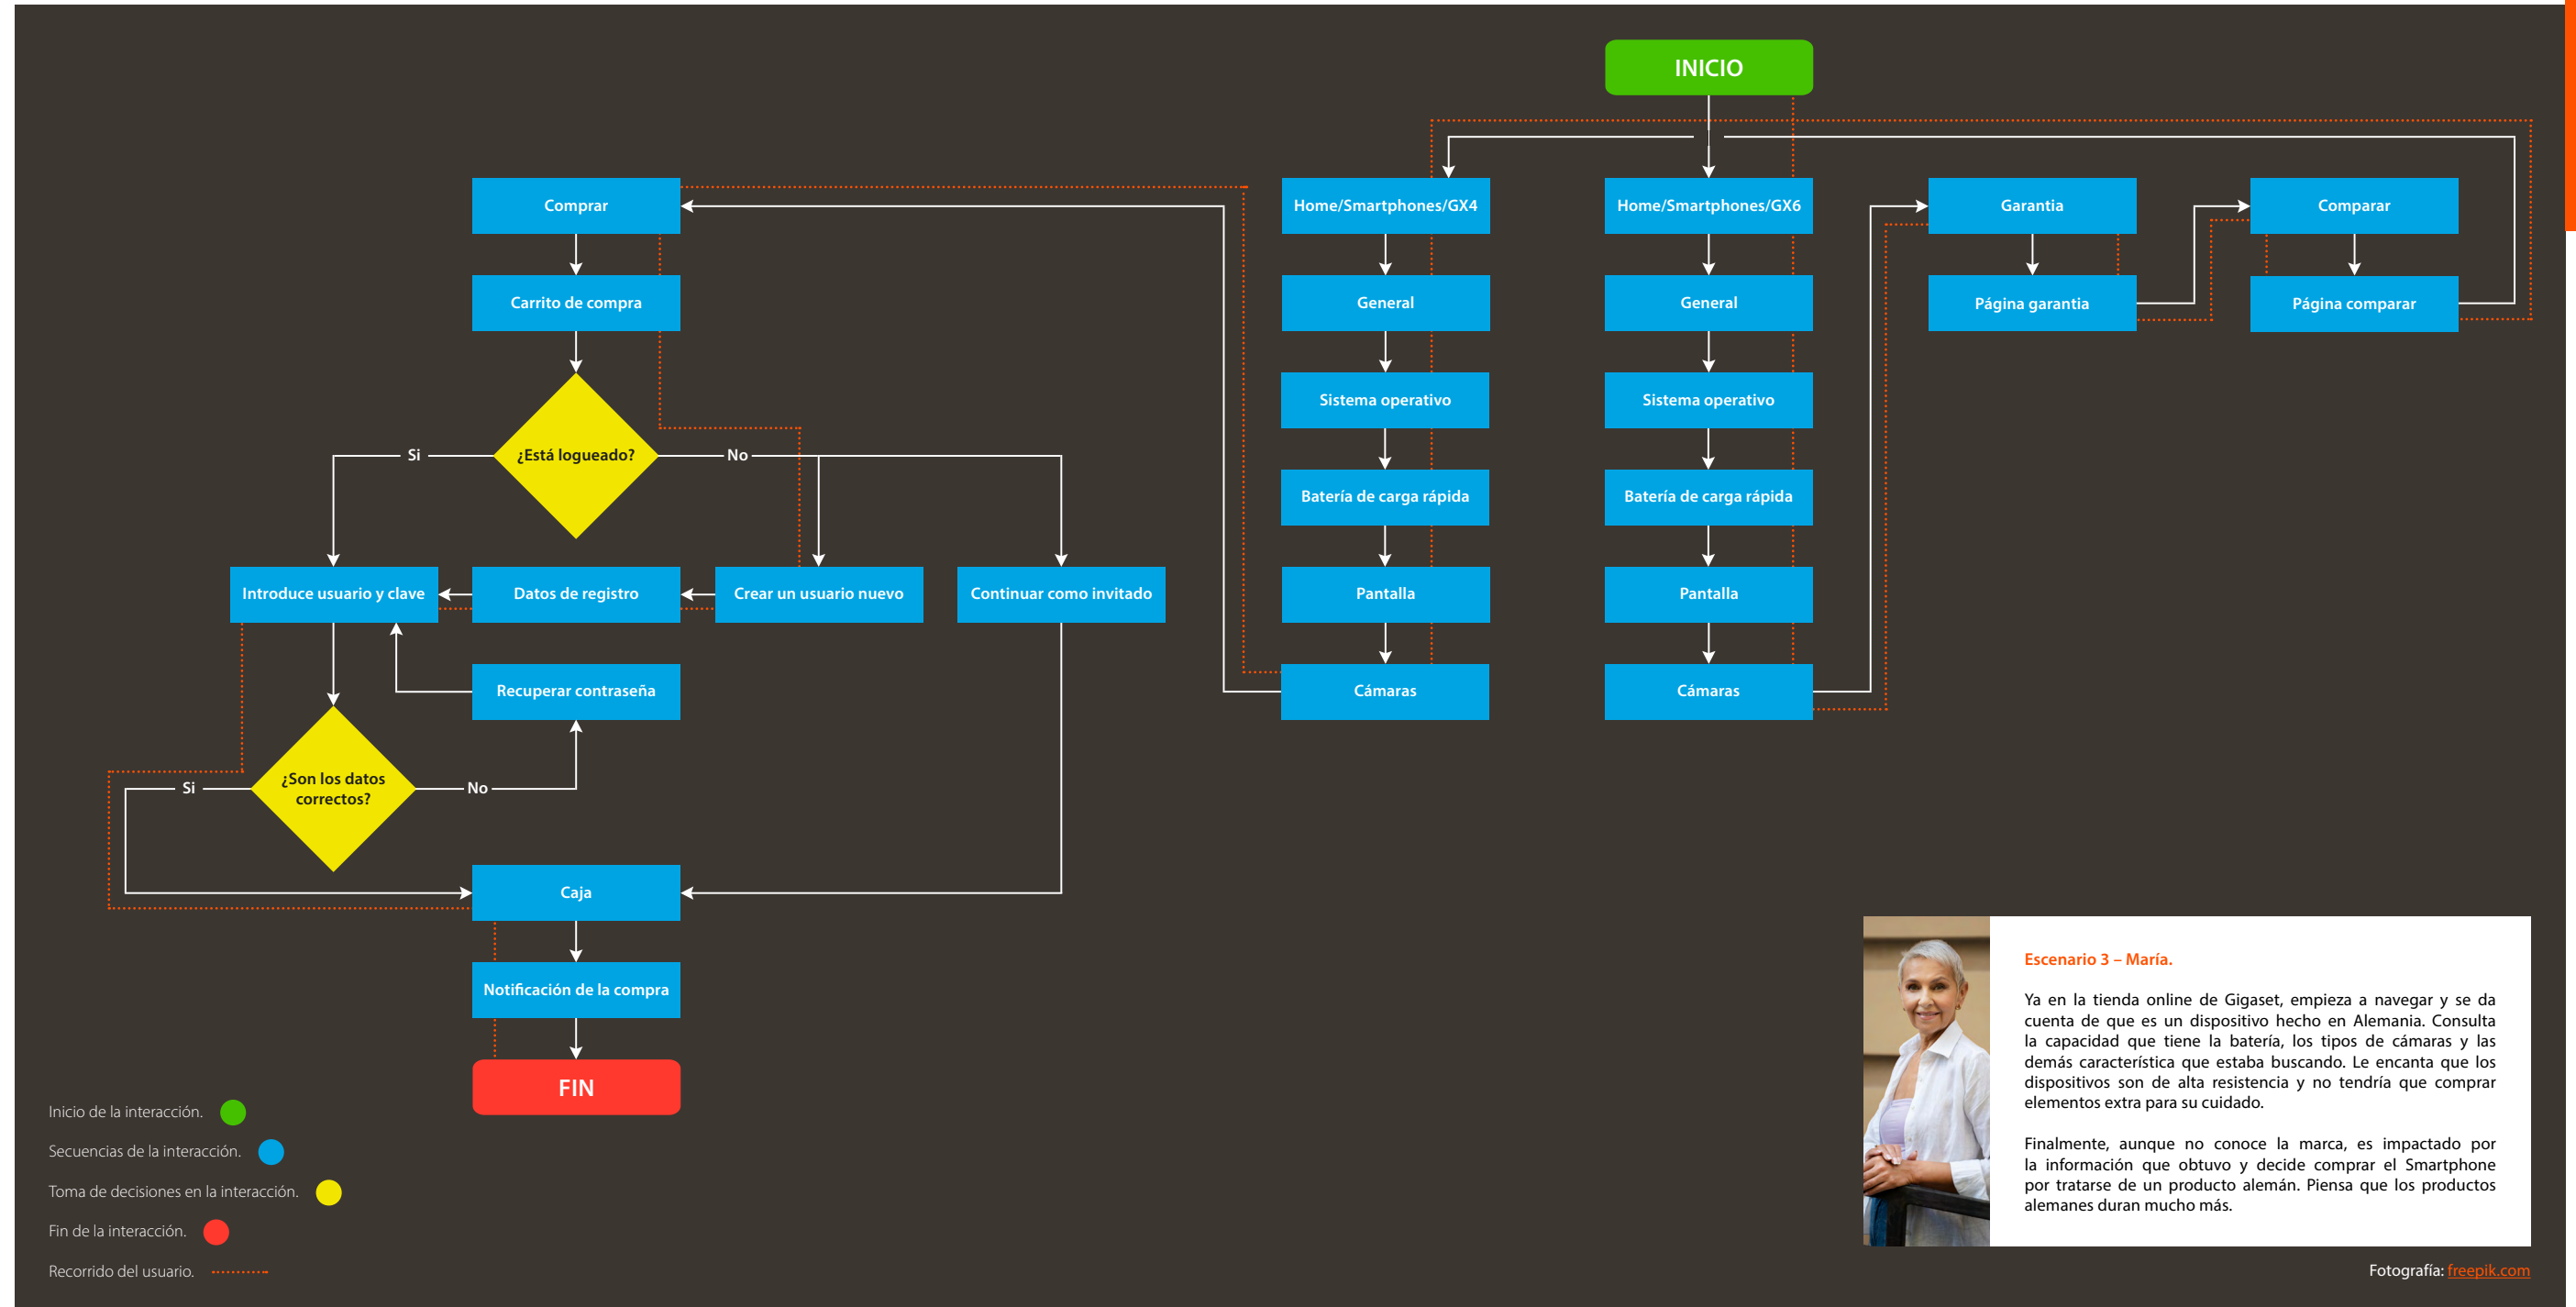 INICIO
Comprar
Home/Smartphones/GX4
Home/Smartphones/GX6
Garantia
Comparar
Carrito de compra
General
General
Página garantia
Página comparar
Sistema operativo
Sistema operativo
Si
¿Está logueado?
No
Batería de carga rápida
Batería de carga rápida
Introduce usuario y clave
Datos de registro
Crear un usuario nuevo
Continuar como invitado
Pantalla
Pantalla
Recuperar contraseña
Cámaras
Cámaras
Si
¿Son los datos
correctos?
No
Caja
Notificación de la compra
FIN
Inicio de la interacción.
Secuencias de la interacción.
Toma de decisiones en la interacción.
Fin de la interacción.
Recorrido del usuario.
Escenario 3 – María.
Ya en la tienda online de Gigaset, empieza a navegar y se da
cuenta de que es un dispositivo hecho en Alemania. Consulta
la capacidad que tiene la batería, los tipos de cámaras y las
demás característica que estaba buscando. Le encanta que los
dispositivos son de alta resistencia y no tendría que comprar
elementos extra para su cuidado.
Finalmente, aunque no conoce la marca, es impactado por
la información que obtuvo y decide comprar el Smartphone
por tratarse de un producto alemán. Piensa que los productos
alemanes duran mucho más.
Fotografía: freepik.com